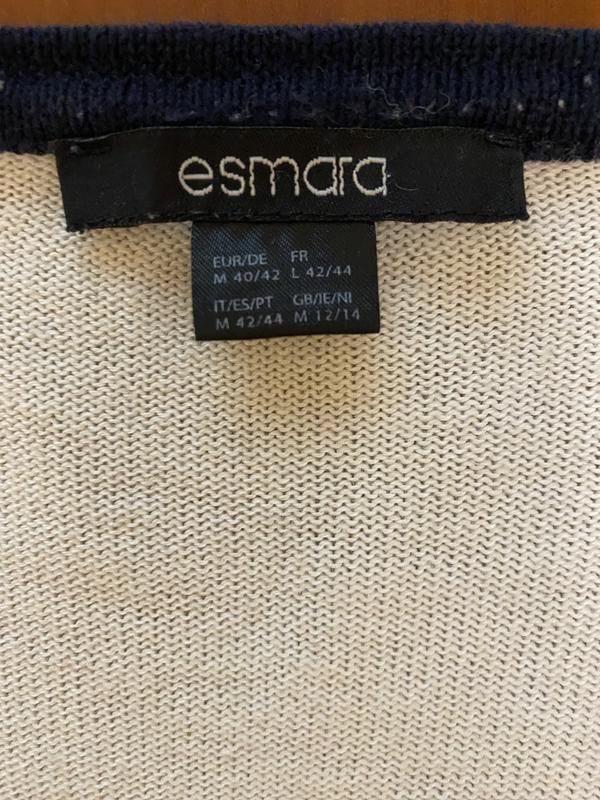 esmara
EUR/DE FR
M 40/42 L 42/44
IT/ES/PT GB/IE/NI
M 42/44 M 12/14